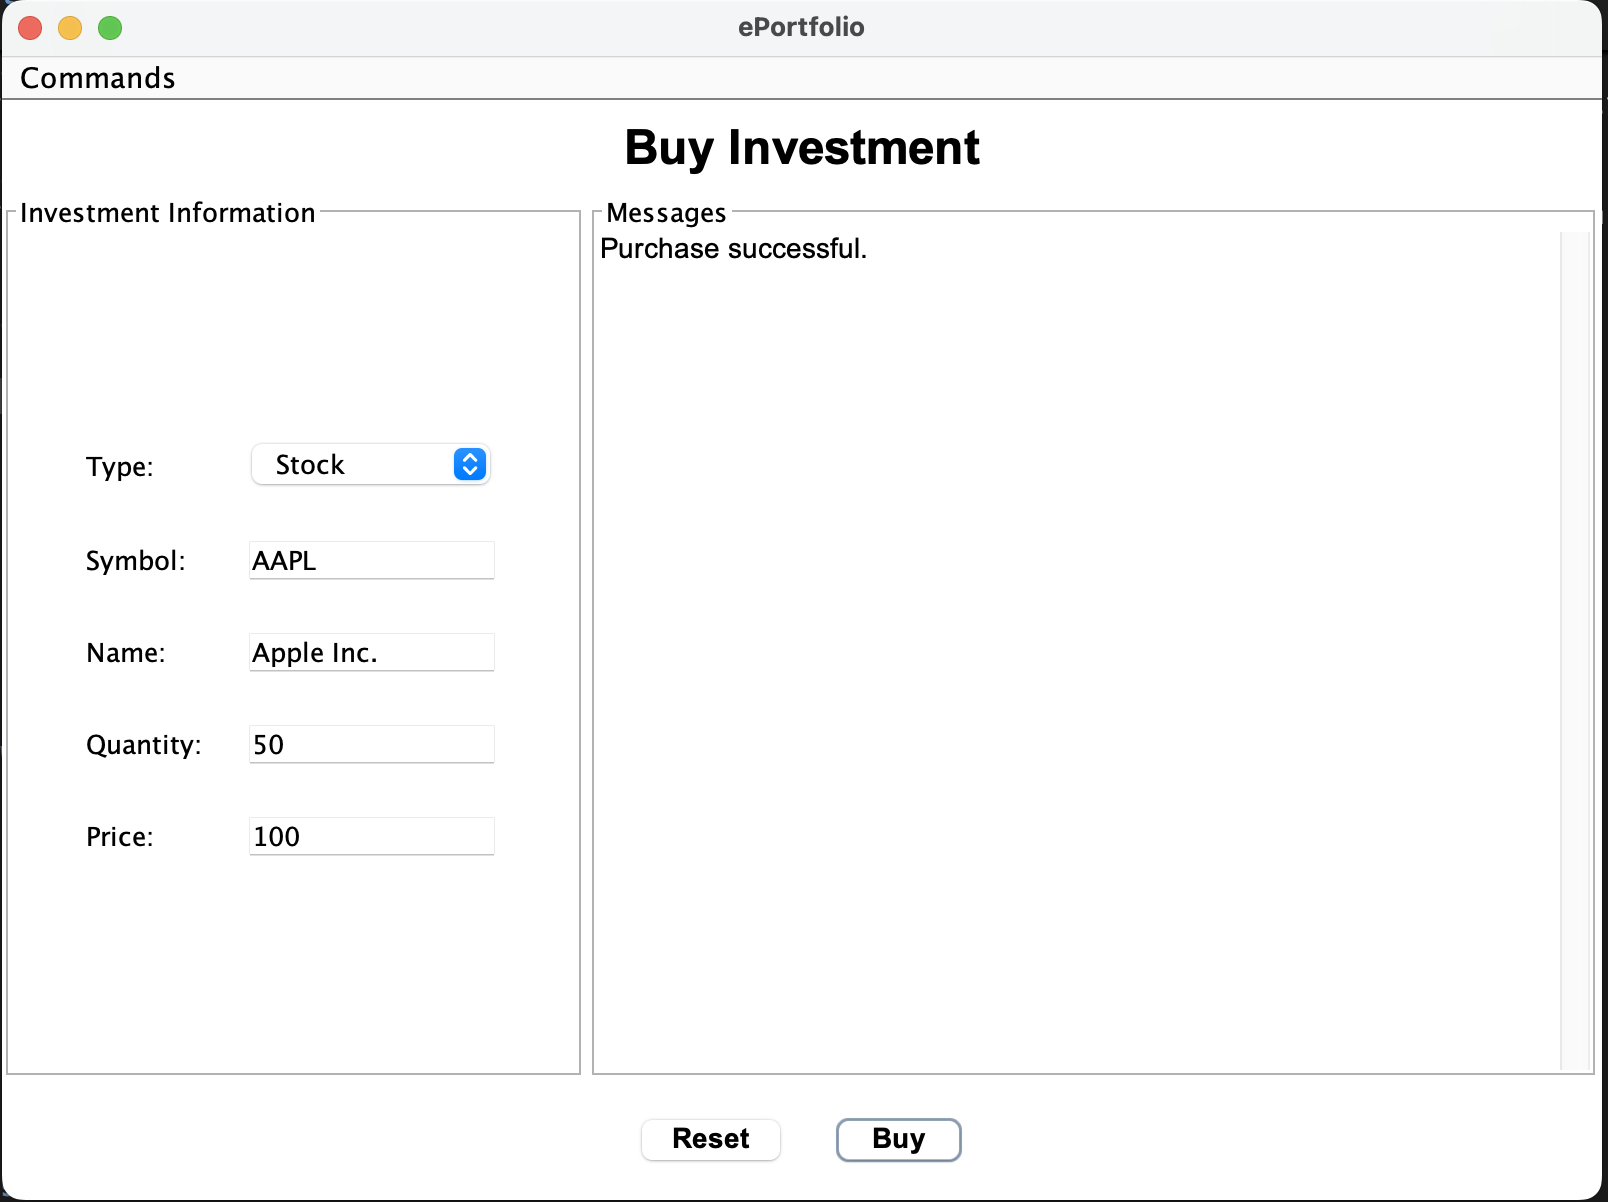 ePortfolio
Commands
Buy Investment
Investment Information
Type: Stock
Symbol: AAPL
Name: Apple Inc.
Quantity: 50
Price: 100
Messages
Purchase successful.
Reset Buy